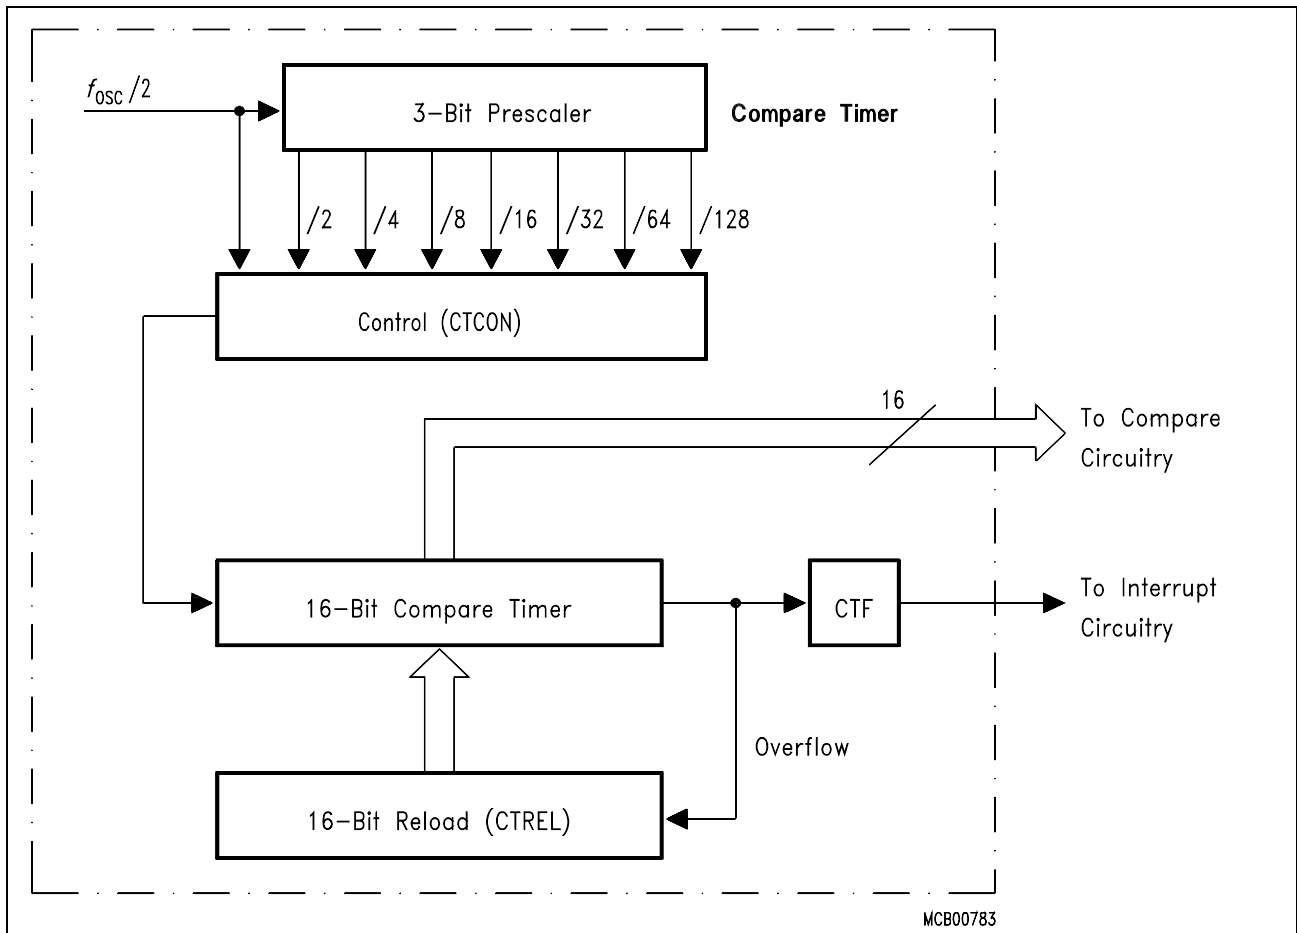 fOSC/2
3-Bit Prescaler
Compare Timer
/2 /4 /8 /16 /32 /64 /128
Control (CTCON)
16
To Compare
Circuitry
16-Bit Compare Timer
CTF
To Interrupt
Circuitry
Overflow
16-Bit Reload (CTREL)
MCB00783